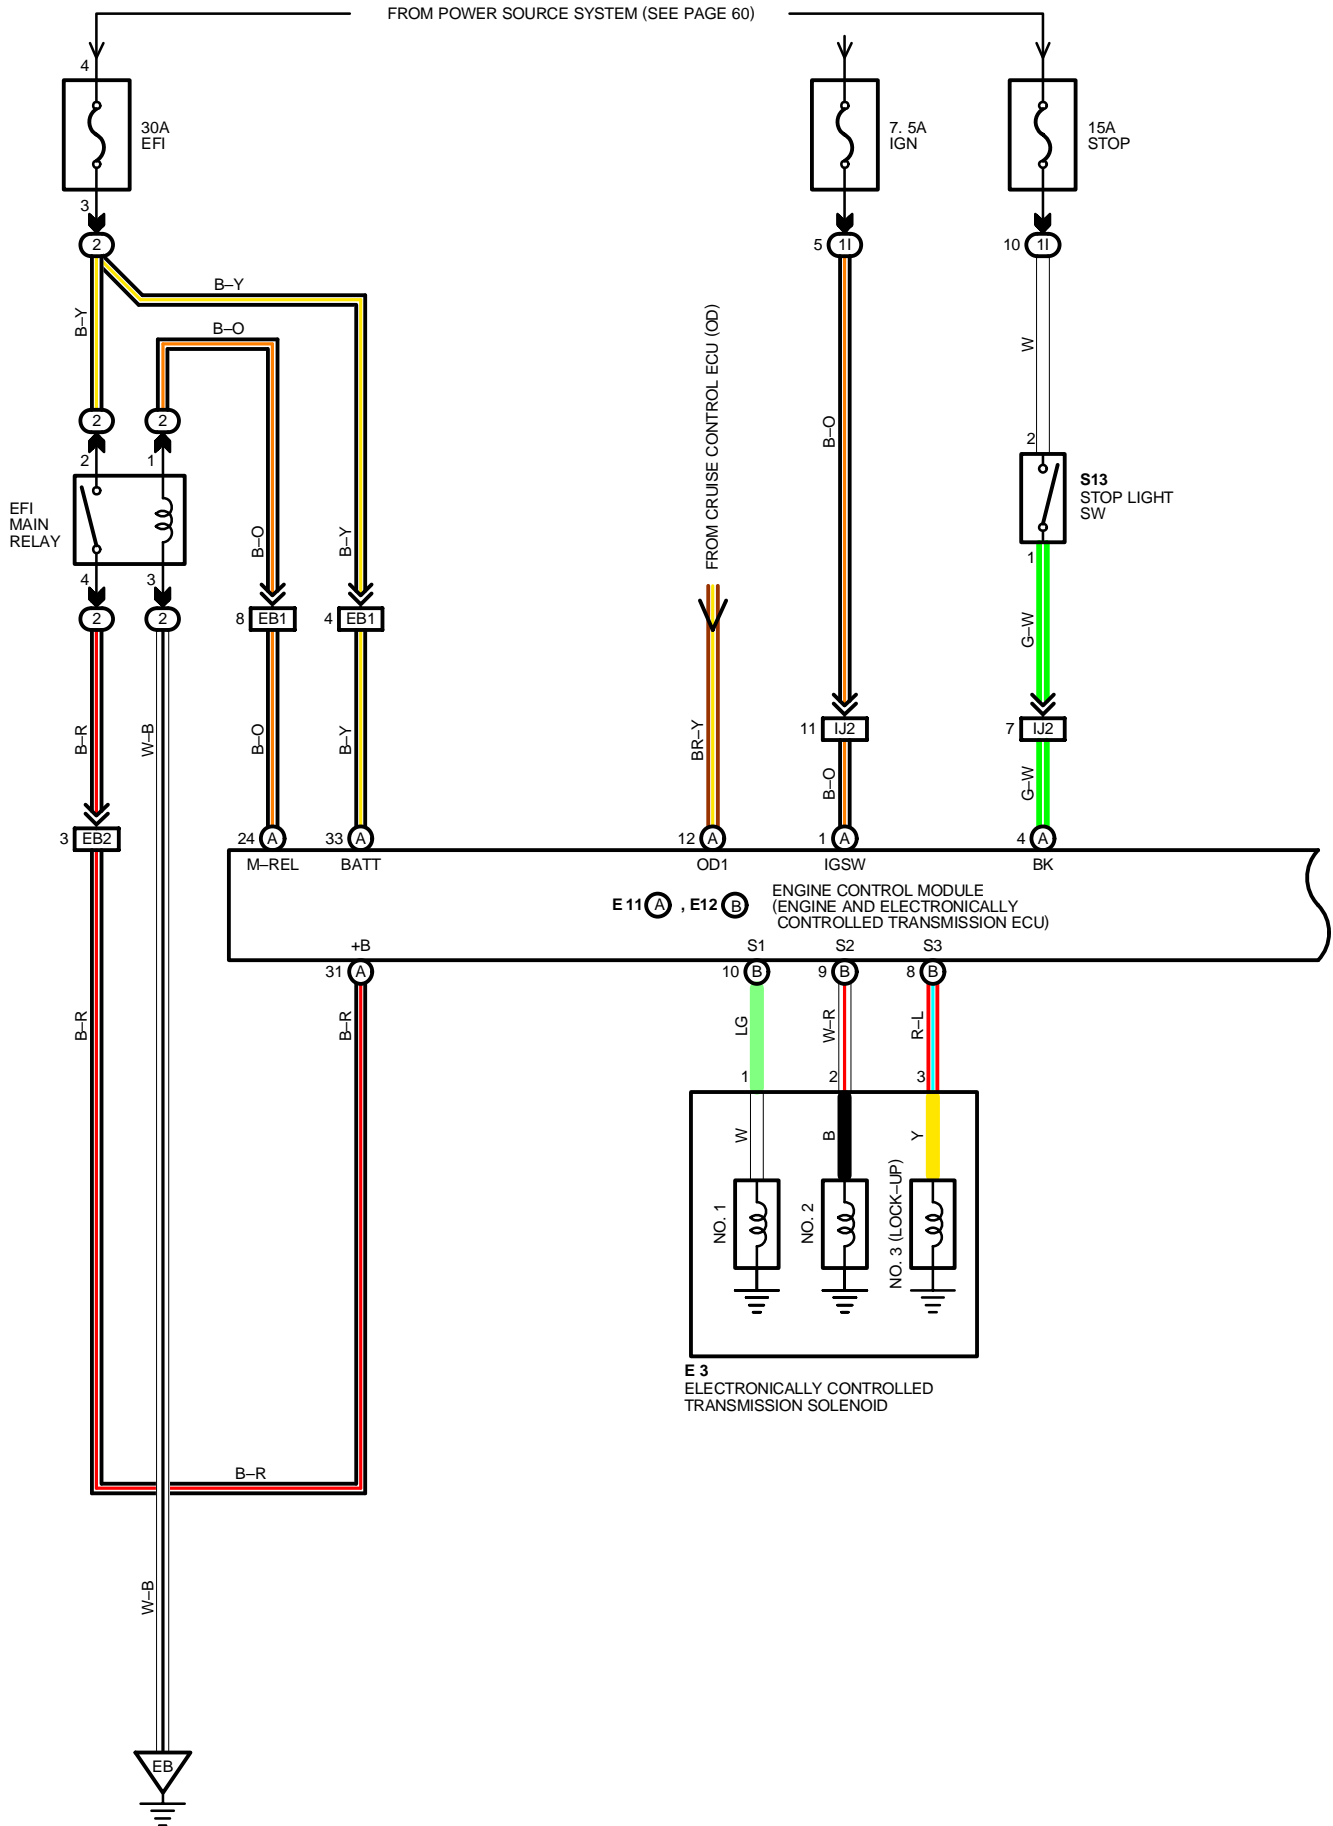 FROM POWER SOURCE SYSTEM (SEE PAGE 60)
4
30A
EFI
7. 5A
IGN
15A
STOP
3
2
5 1I
10 1I
B–Y
B–Y
B–O
W
FROM CRUISE CONTROL ECU (OD)
B–O
2
2
2
1
2
EFI
MAIN
RELAY
S13
STOP LIGHT
SW
B–O
B–Y
1
4
3
2
2
8 EB1
4 EB1
G–W
B–R
W–B
B–O
B–Y
BR–Y
11 IJ2
7 IJ2
B–O
G–W
3 EB2
24 A
33 A
12 A
1 A
4 A
M–REL
BATT
OD1
IGSW
BK
E 11 A , E12 B
ENGINE CONTROL MODULE
(ENGINE AND ELECTRONICALLY
CONTROLLED TRANSMISSION ECU)
+B
S1
S2
S3
31 A
10 B
9 B
8 B
B–R
B–R
LG
W–R
R–L
1
2
3
W
B
Y
NO. 1
NO. 2
NO. 3 (LOCK–UP)
E 3
ELECTRONICALLY CONTROLLED
TRANSMISSION SOLENOID
B–R
W–B
EB